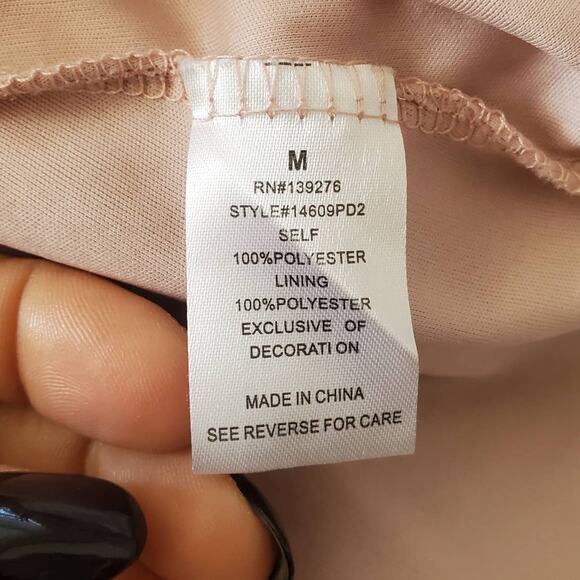 M
RN#139276
STYLE#14609PD2
SELF
100%POLYESTER
LINING
100%POLYESTER
EXCLUSIVE OF
DECORATI ON
MADE IN CHINA
SEE REVERSE FOR CARE